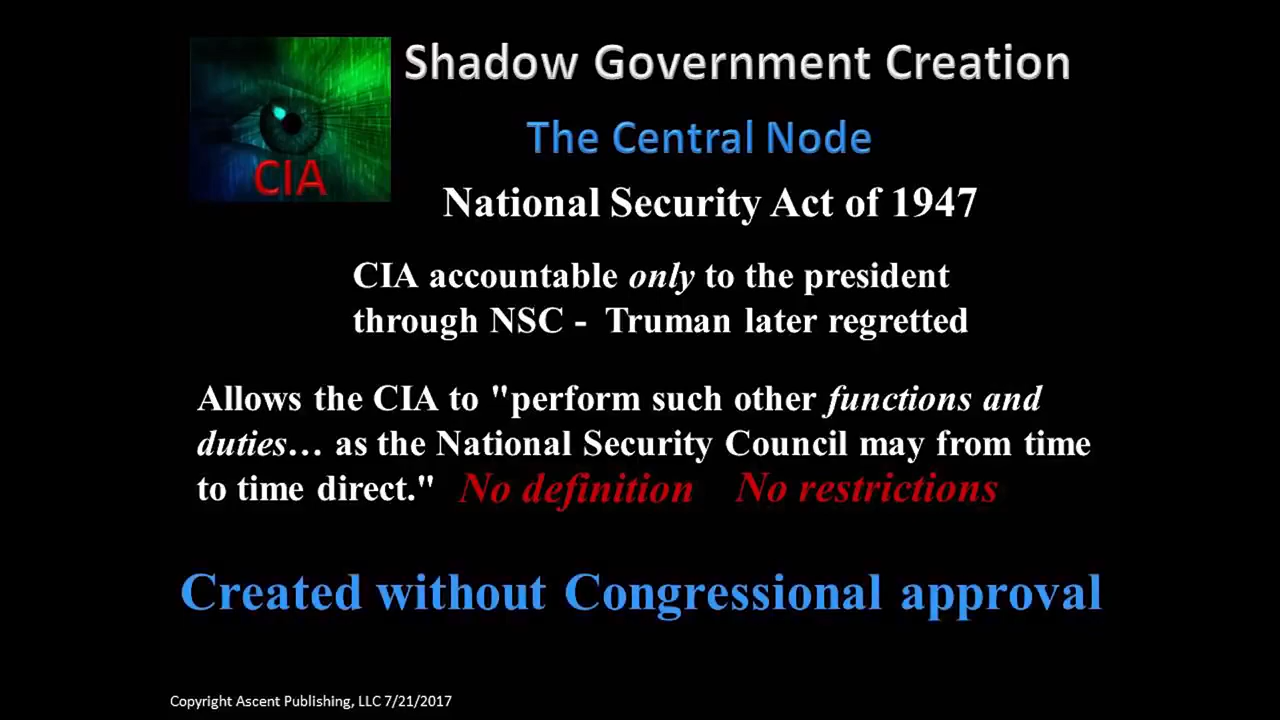 Shadow Government Creation
CIA
The Central Node
National Security Act of 1947
CIA accountable only to the president
through NSC - Truman later regretted
Allows the CIA to "perform such other functions and
duties... as the National Security Council may from time
to time direct." No definition No restrictions
Created without Congressional approval
Copyright Ascent Publishing, LLC 7/21/2017